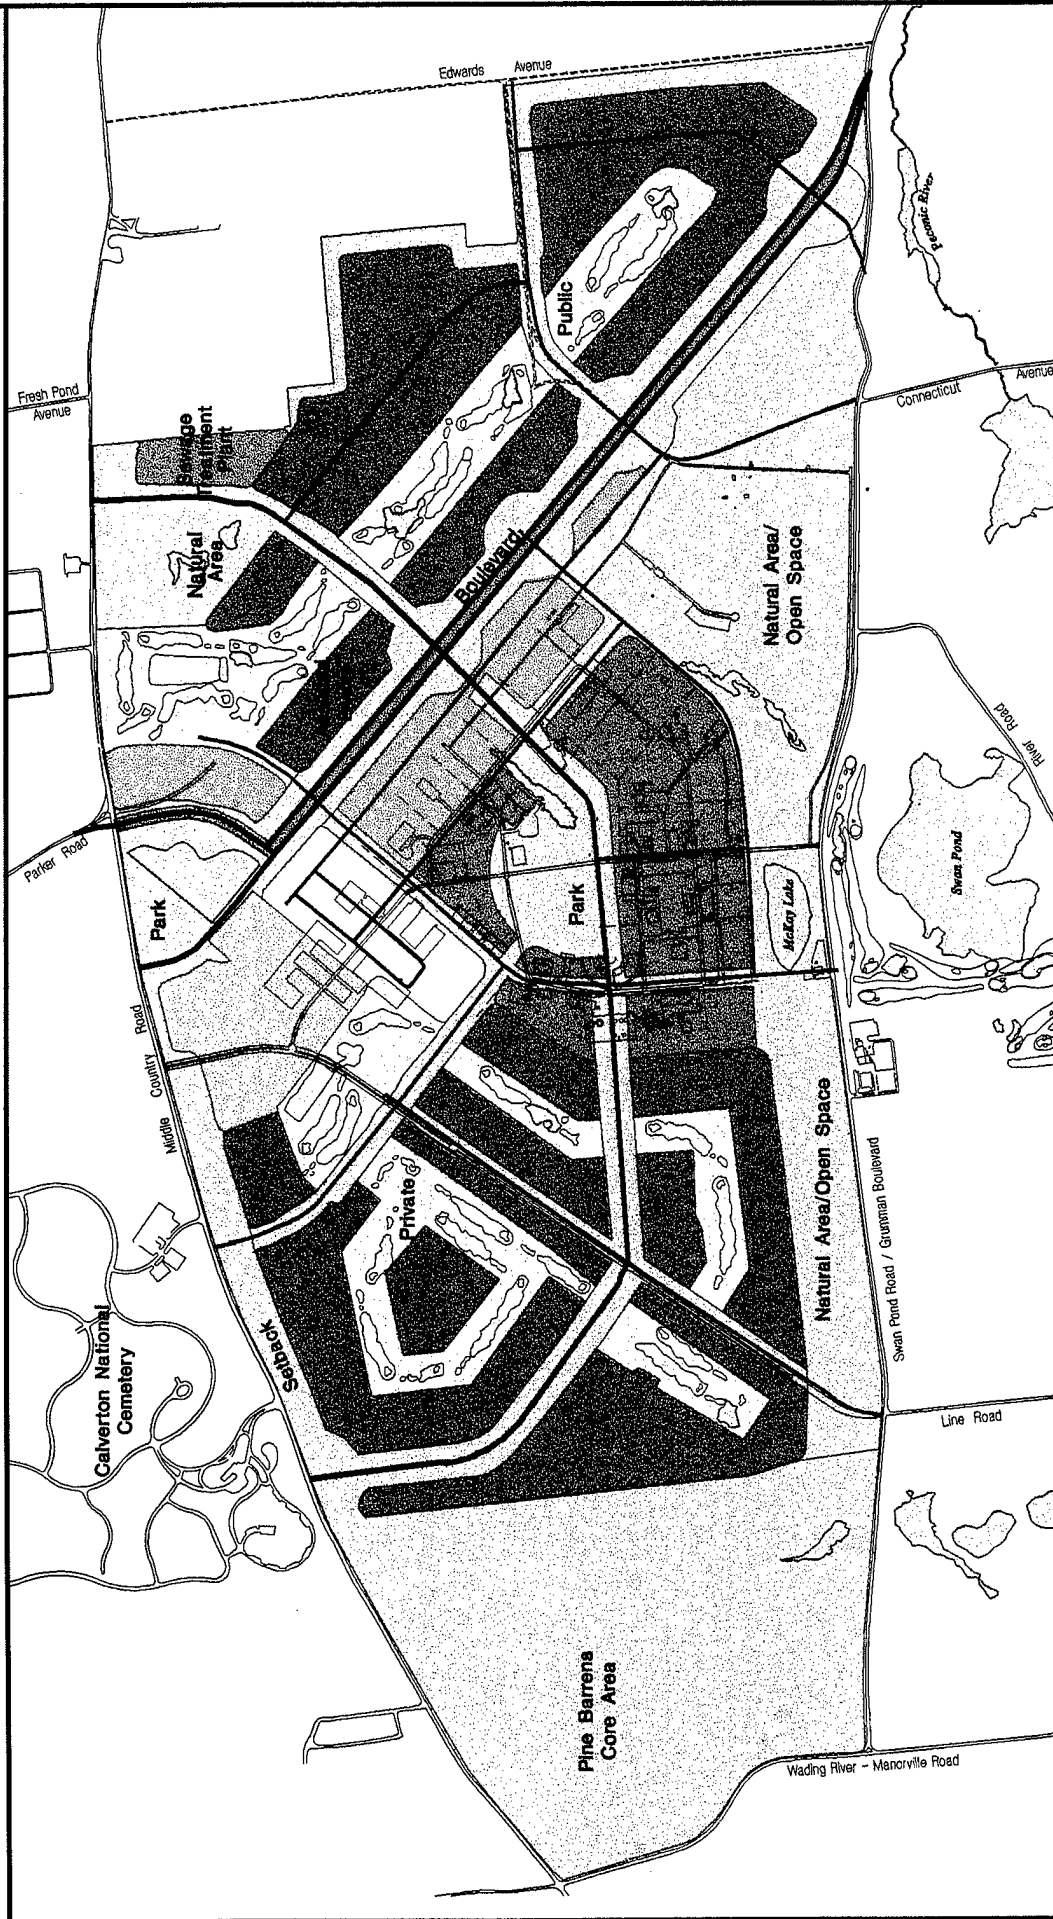 Edwards Avenue
Peconic River
Public
Fresh Pond
Avenue
Connecticut Avenue
Sewage
Treatment
Plant
Natural
Area
Boulevard
Natural Area/
Open Space
River Road
Parker Road
Swan Pond
Park
Park
McKay Lake
Middle Country Road
Private
Natural Area/Open Space
Swan Pond Road / Grumman Boulevard
Calverton National
Cemetery
Setback
Line Road
Pine Barrens
Core Area
Wading River - Manorville Road